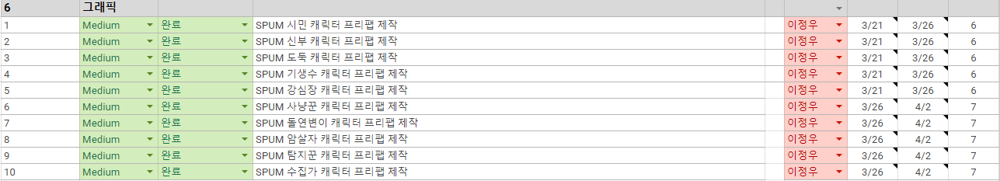 6 그래픽
1 Medium 완료 SPUM 시민 캐릭터 프리팹 제작 이정우 3/21 3/26 6
2 Medium 완료 SPUM 신부 캐릭터 프리팹 제작 이정우 3/21 3/26 6
3 Medium 완료 SPUM 도둑 캐릭터 프리팹 제작 이정우 3/21 3/26 6
4 Medium 완료 SPUM 기생수 캐릭터 프리팹 제작 이정우 3/21 3/26 6
5 Medium 완료 SPUM 강심장 캐릭터 프리팹 제작 이정우 3/21 3/26 6
6 Medium 완료 SPUM 사냥꾼 캐릭터 프리팹 제작 이정우 3/26 4/2 7
7 Medium 완료 SPUM 돌연변이 캐릭터 프리팹 제작 이정우 3/26 4/2 7
8 Medium 완료 SPUM 암살자 캐릭터 프리팹 제작 이정우 3/26 4/2 7
9 Medium 완료 SPUM 탐지꾼 캐릭터 프리팹 제작 이정우 3/26 4/2 7
10 Medium 완료 SPUM 수집가 캐릭터 프리팹 제작 이정우 3/26 4/2 7